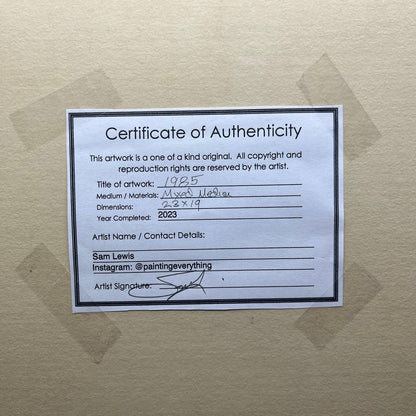 Certificate of Authenticity
This artwork is a one of a kind original. All copyright and
reproduction rights are reserved by the artist.
Title of artwork: 1985
Medium / Materials: Mixed Media
Dimensions: 23 x 19
Year Completed: 2023
Artist Name / Contact Details:
Sam Lewis
Instagram: @paintingeverything
Artist Signature: